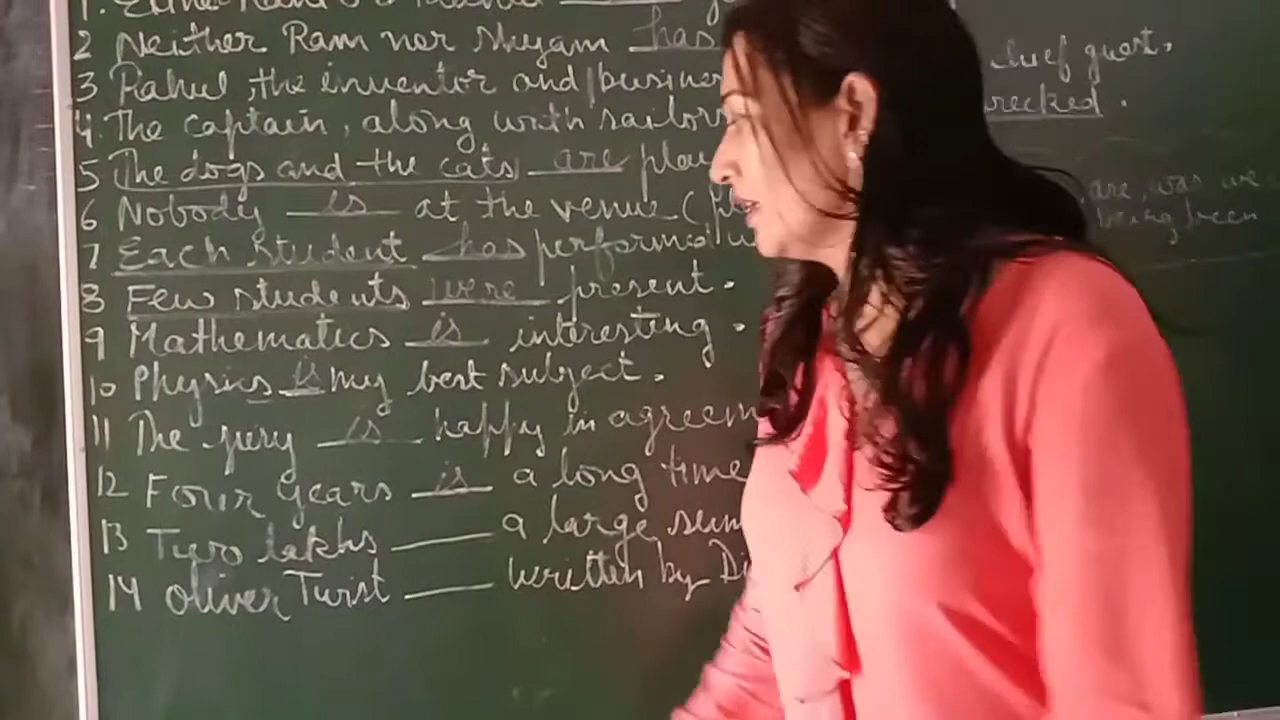 2 Neither Ram nor Shyam has
chief guest.
3 Rahul, the inventor and
4. The captain, along with sailors
wrecked.
5 The dogs and the cats are
6 Nobody is at the venue
are, was
being been
7 Each student has performed
8 Few students were present.
9 Mathematics is interesting.
10 Physics is my best subject.
11 The jury is happy in
12 Four years is a long time
13 Two lakhs ____ a large sum
14 Oliver Twist ____ written by